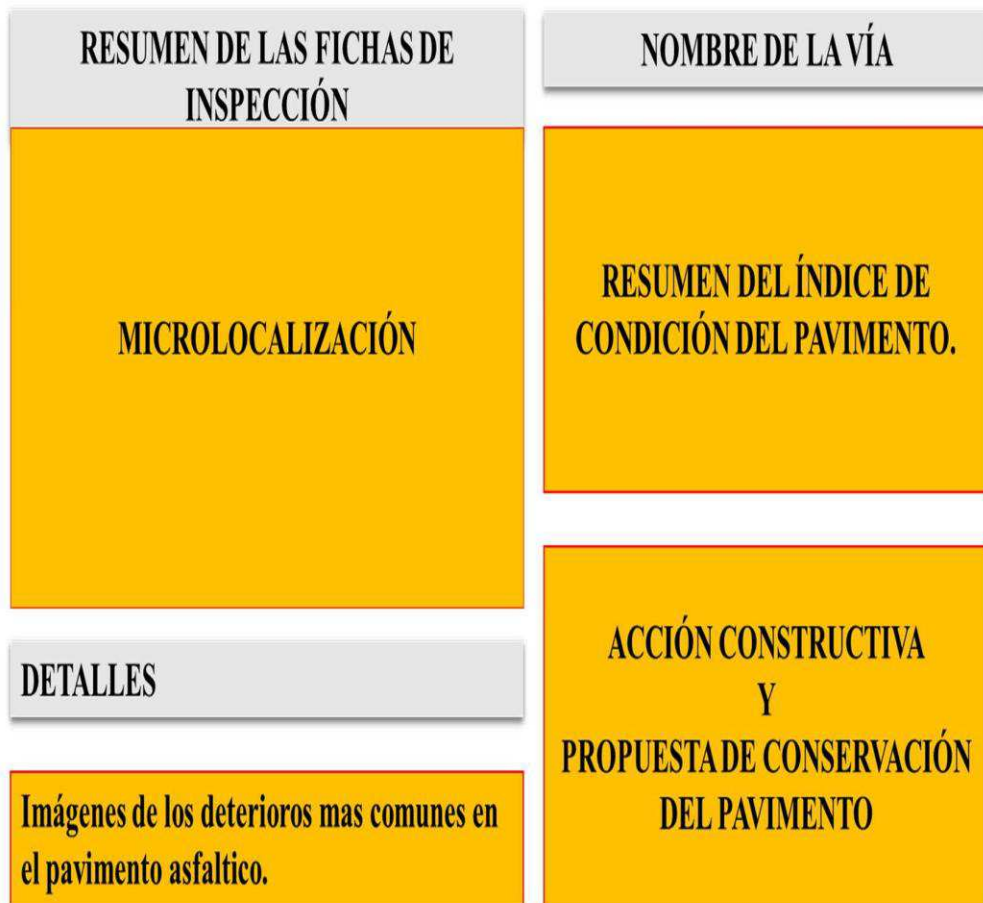 RESUMEN DE LAS FICHAS DE
INSPECCIÓN
MICROLOCALIZACIÓN
DETALLES
Imágenes de los deterioros mas comunes en
el pavimento asfaltico.
NOMBRE DE LA VÍA
RESUMEN DEL ÍNDICE DE
CONDICIÓN DEL PAVIMENTO.
ACCIÓN CONSTRUCTIVA
Y
PROPUESTA DE CONSERVACIÓN
DEL PAVIMENTO